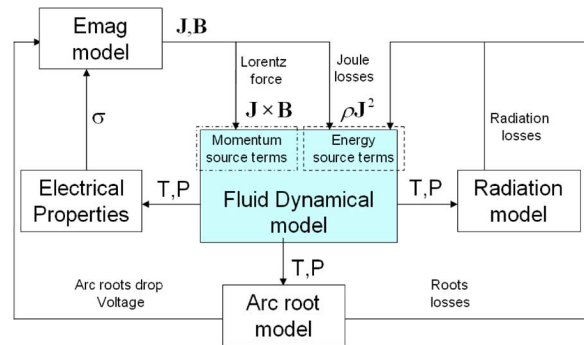 Emag
model
J,B
Lorentz
force
Joule
losses
J × B
ρJ²
Radiation
losses
σ
Momentum
source terms
Energy
source terms
Electrical
Properties
T,P
Fluid Dynamical
model
T,P
Radiation
model
T,P
Arc roots drop
Voltage
Arc root
model
Roots
losses